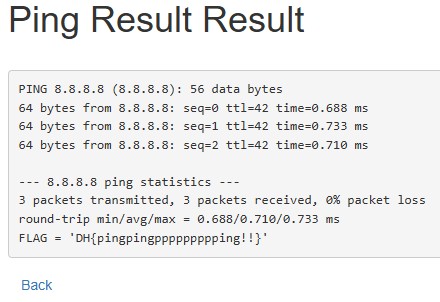 Ping Result Result
PING 8.8.8.8 (8.8.8.8): 56 data bytes
64 bytes from 8.8.8.8: seq=0 ttl=42 time=0.688 ms
64 bytes from 8.8.8.8: seq=1 ttl=42 time=0.733 ms
64 bytes from 8.8.8.8: seq=2 ttl=42 time=0.710 ms
--- 8.8.8.8 ping statistics ---
3 packets transmitted, 3 packets received, 0% packet loss
round-trip min/avg/max = 0.688/0.710/0.733 ms
FLAG = 'DH{pingpingppppppppping!!}'
Back